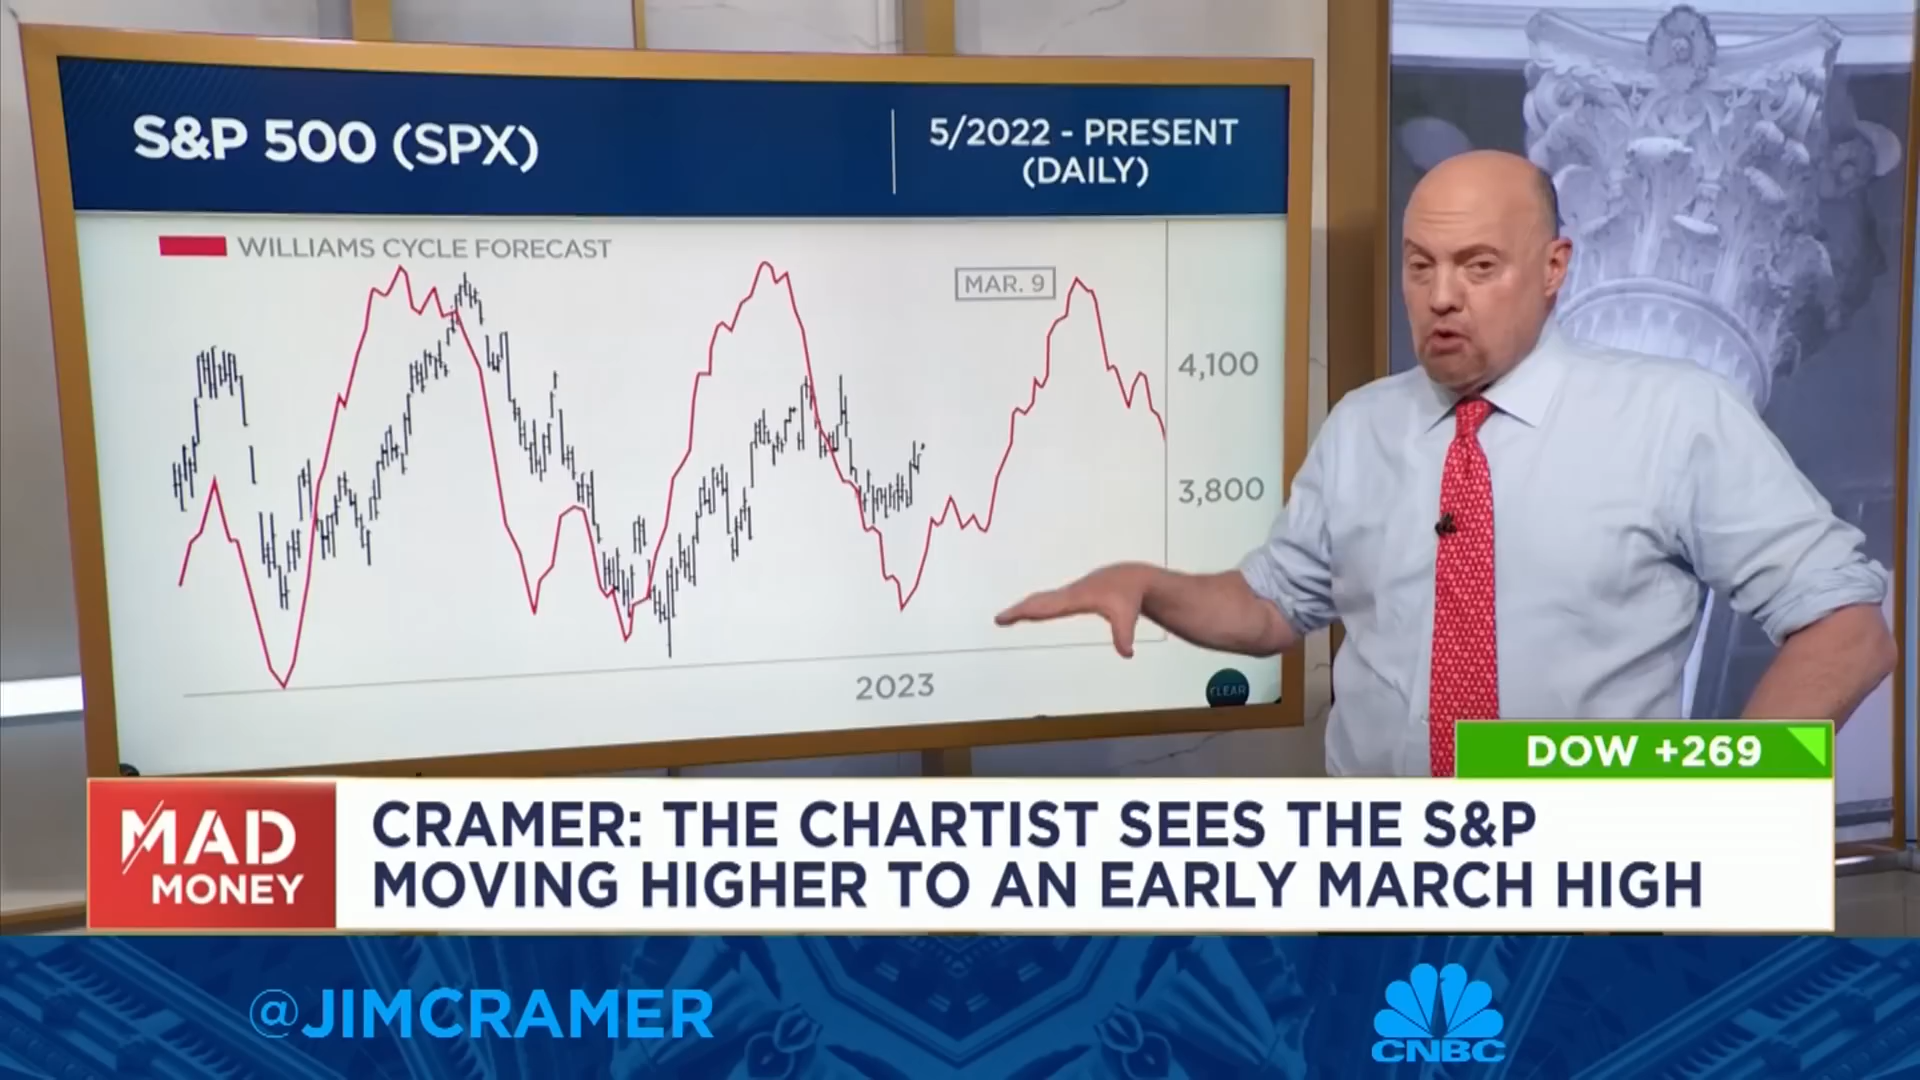 S&P 500 (SPX)
5/2022 - PRESENT
(DAILY)
WILLIAMS CYCLE FORECAST
MAR. 9
4,100
3,800
2023
CLEAR
DOW +269
MAD
MONEY
CRAMER: THE CHARTIST SEES THE S&P
MOVING HIGHER TO AN EARLY MARCH HIGH
@JIMCRAMER
CNBC